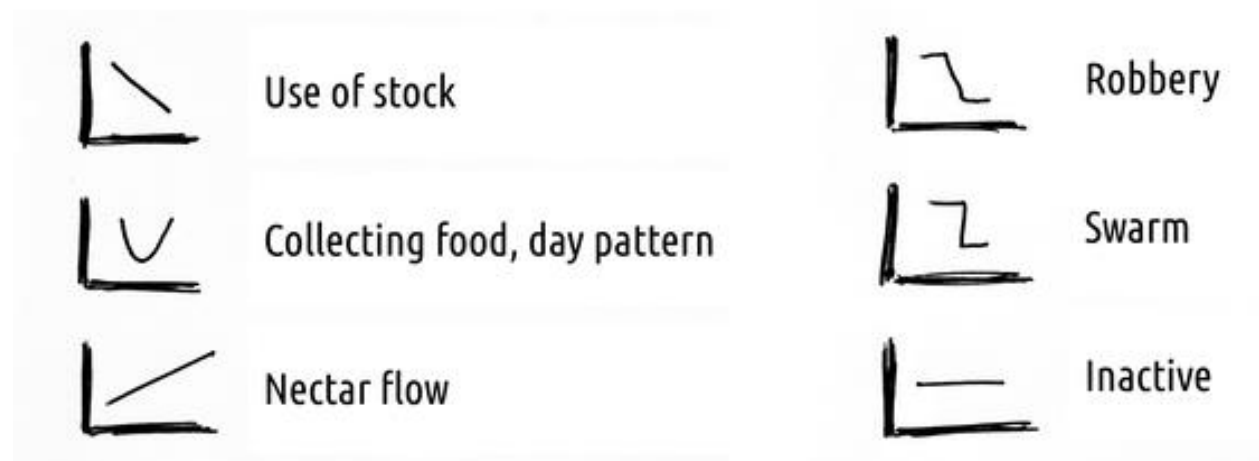 Use of stock
Collecting food, day pattern
Nectar flow
Robbery
Swarm
Inactive